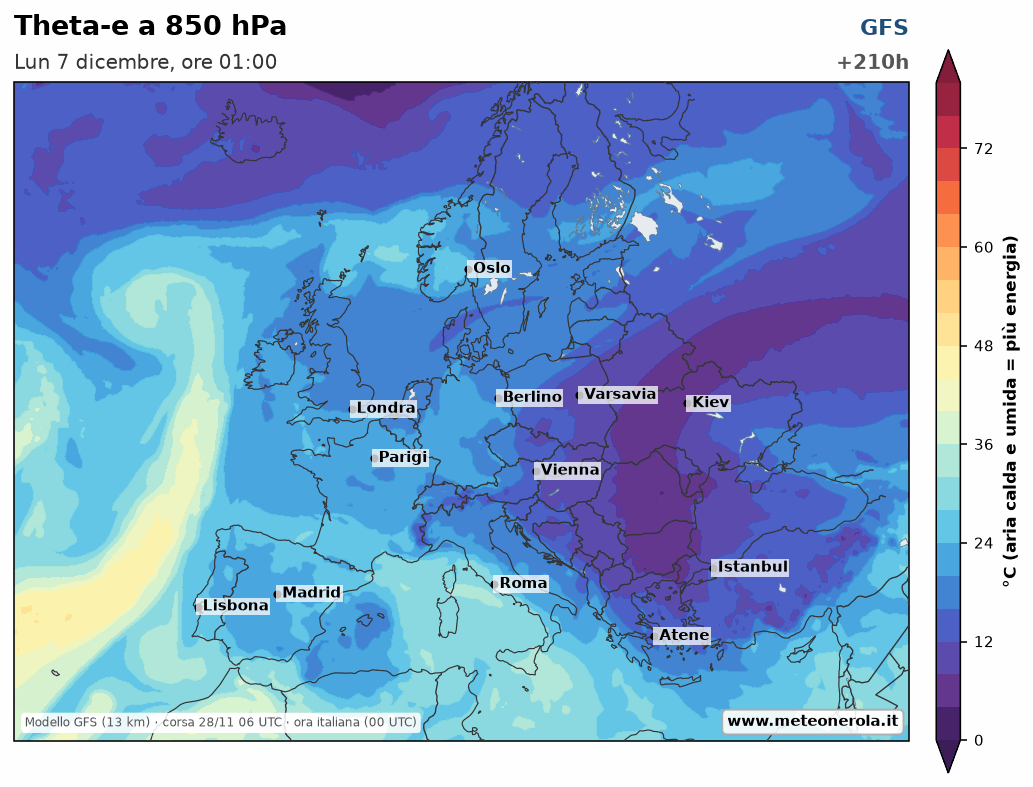 Theta-e a 850 hPa
GFS
Lun 7 dicembre, ore 01:00
+210h
72
60
48
36
24
12
0
°C (aria calda e umida = più energia)
Oslo
Berlino
Varsavia
Kiev
Londra
Parigi
Vienna
Istanbul
Roma
Madrid
Lisbona
Atene
Modello GFS (13 km) · corsa 28/11 06 UTC · ora italiana (00 UTC)
www.meteonerola.it